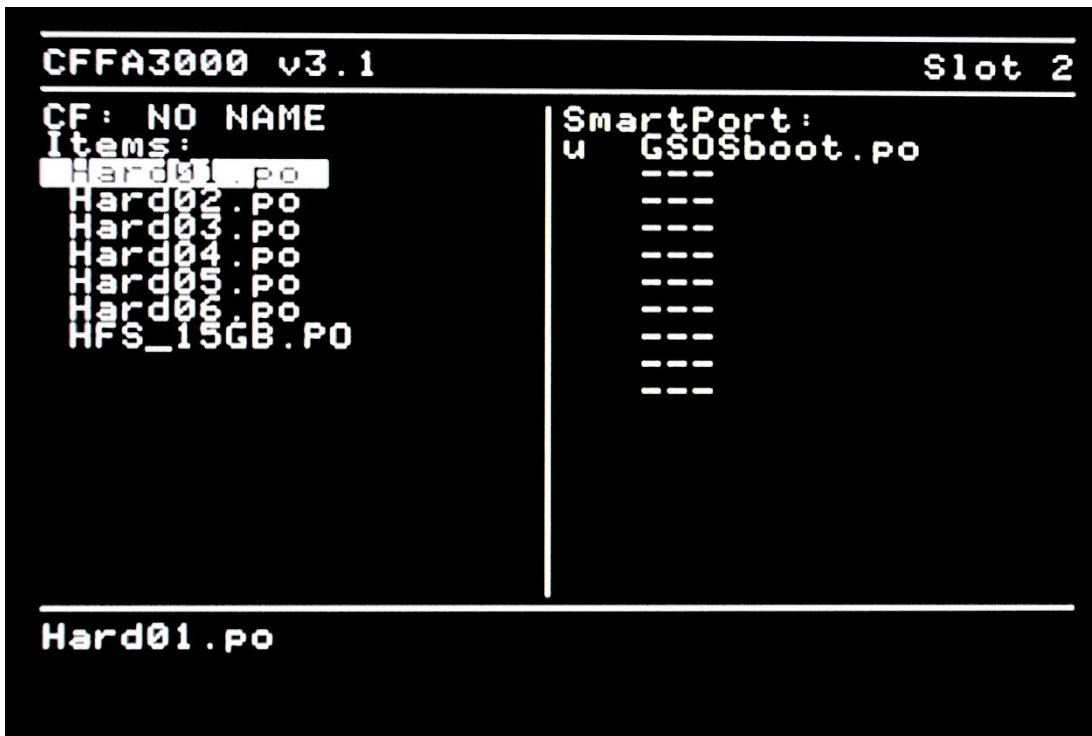 CFFA3000 v3.1 Slot 2
CF: NO NAME
Items:
Hard01.po
Hard02.po
Hard03.po
Hard04.po
Hard05.po
Hard06.po
HFS_15GB.PO
SmartPort:
u GSOSboot.po
---
---
---
---
---
---
---
---
---
Hard01.po